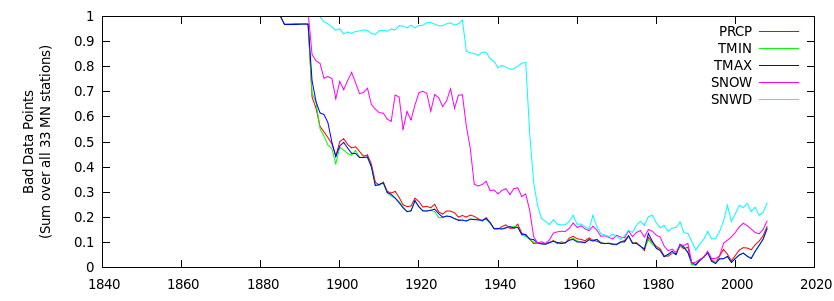 Bad Data Points
(Sum over all 33 MN stations)
1
0.9
0.8
0.7
0.6
0.5
0.4
0.3
0.2
0.1
0
1840 1860 1880 1900 1920 1940 1960 1980 2000 2020
PRCP
TMIN
TMAX
SNOW
SNWD